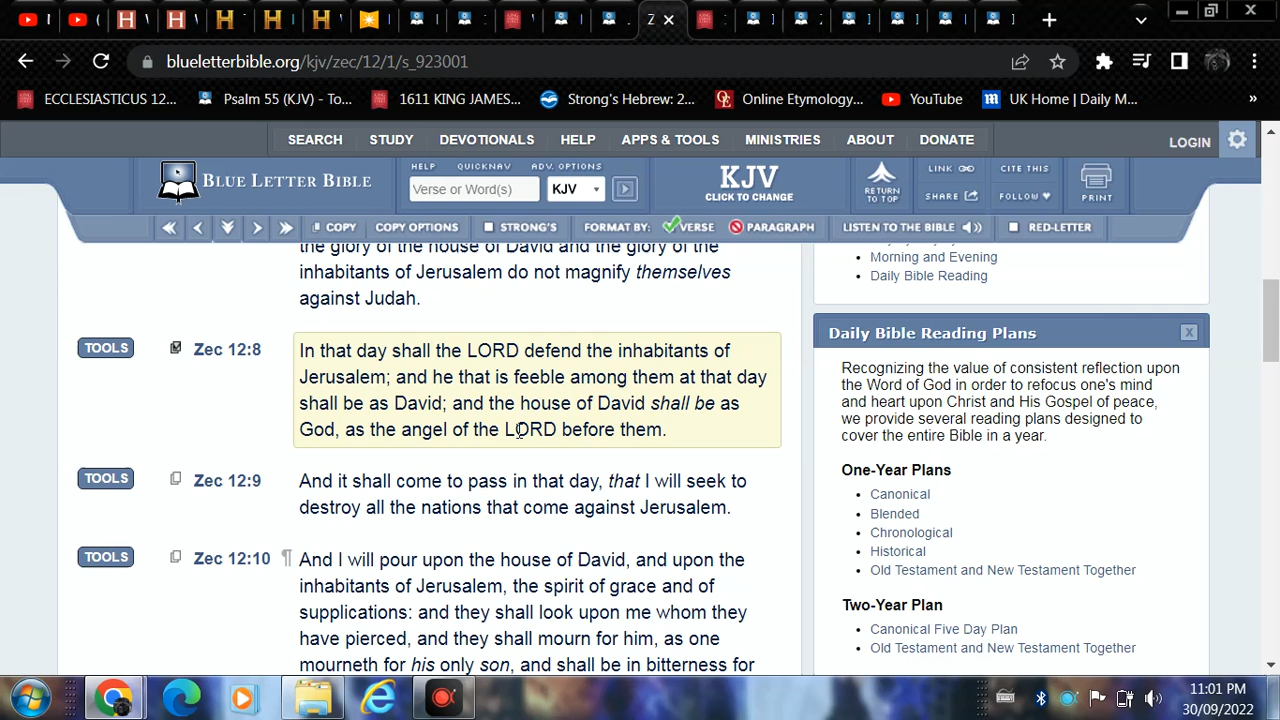 Z
blueletterbible.org/kjv/zec/12/1/s_923001
ECCLESIASTICUS 12... Psalm 55 (KJV) - To... 1611 KING JAMES... Strong's Hebrew: 2... Online Etymology... YouTube UK Home | Daily M... »
SEARCH STUDY DEVOTIONALS HELP APPS & TOOLS MINISTRIES ABOUT DONATE LOGIN
BLUE LETTER BIBLE
HELP QUICKNAV ADV. OPTIONS
Verse or Word(s) KJV
KJV
CLICK TO CHANGE
RETURN
TO TOP
LINK CITE THIS
SHARE FOLLOW
PRINT
COPY COPY OPTIONS STRONG'S FORMAT BY: VERSE PARAGRAPH LISTEN TO THE BIBLE RED-LETTER
the glory of the house of David and the glory of the
inhabitants of Jerusalem do not magnify themselves
against Judah.
TOOLS Zec 12:8 In that day shall the LORD defend the inhabitants of
Jerusalem; and he that is feeble among them at that day
shall be as David; and the house of David shall be as
God, as the angel of the LORD before them.
TOOLS Zec 12:9 And it shall come to pass in that day, that I will seek to
destroy all the nations that come against Jerusalem.
TOOLS Zec 12:10 ¶ And I will pour upon the house of David, and upon the
inhabitants of Jerusalem, the spirit of grace and of
supplications: and they shall look upon me whom they
have pierced, and they shall mourn for him, as one
mourneth for his only son, and shall be in bitterness for
Morning and Evening
Daily Bible Reading
Daily Bible Reading Plans X
Recognizing the value of consistent reflection upon
the Word of God in order to refocus one's mind
and heart upon Christ and His Gospel of peace,
we provide several reading plans designed to
cover the entire Bible in a year.
One-Year Plans
Canonical
Blended
Chronological
Historical
Old Testament and New Testament Together
Two-Year Plan
Canonical Five Day Plan
Old Testament and New Testament Together
11:01 PM
30/09/2022